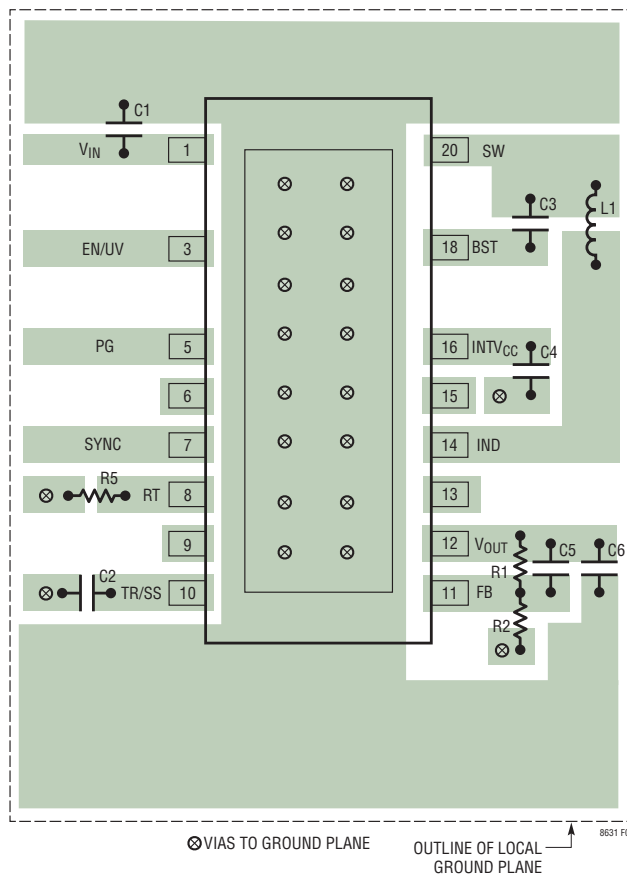 C1
VIN 1
20 SW
C3
L1
EN/UV 3
18 BST
PG 5
16 INTVCC
C4
6
15
SYNC 7
14 IND
R5
RT 8
13
9
12 VOUT
C5
C6
R1
C2
TR/SS 10
11 FB
R2
VIAS TO GROUND PLANE
OUTLINE OF LOCAL
GROUND PLANE
8631